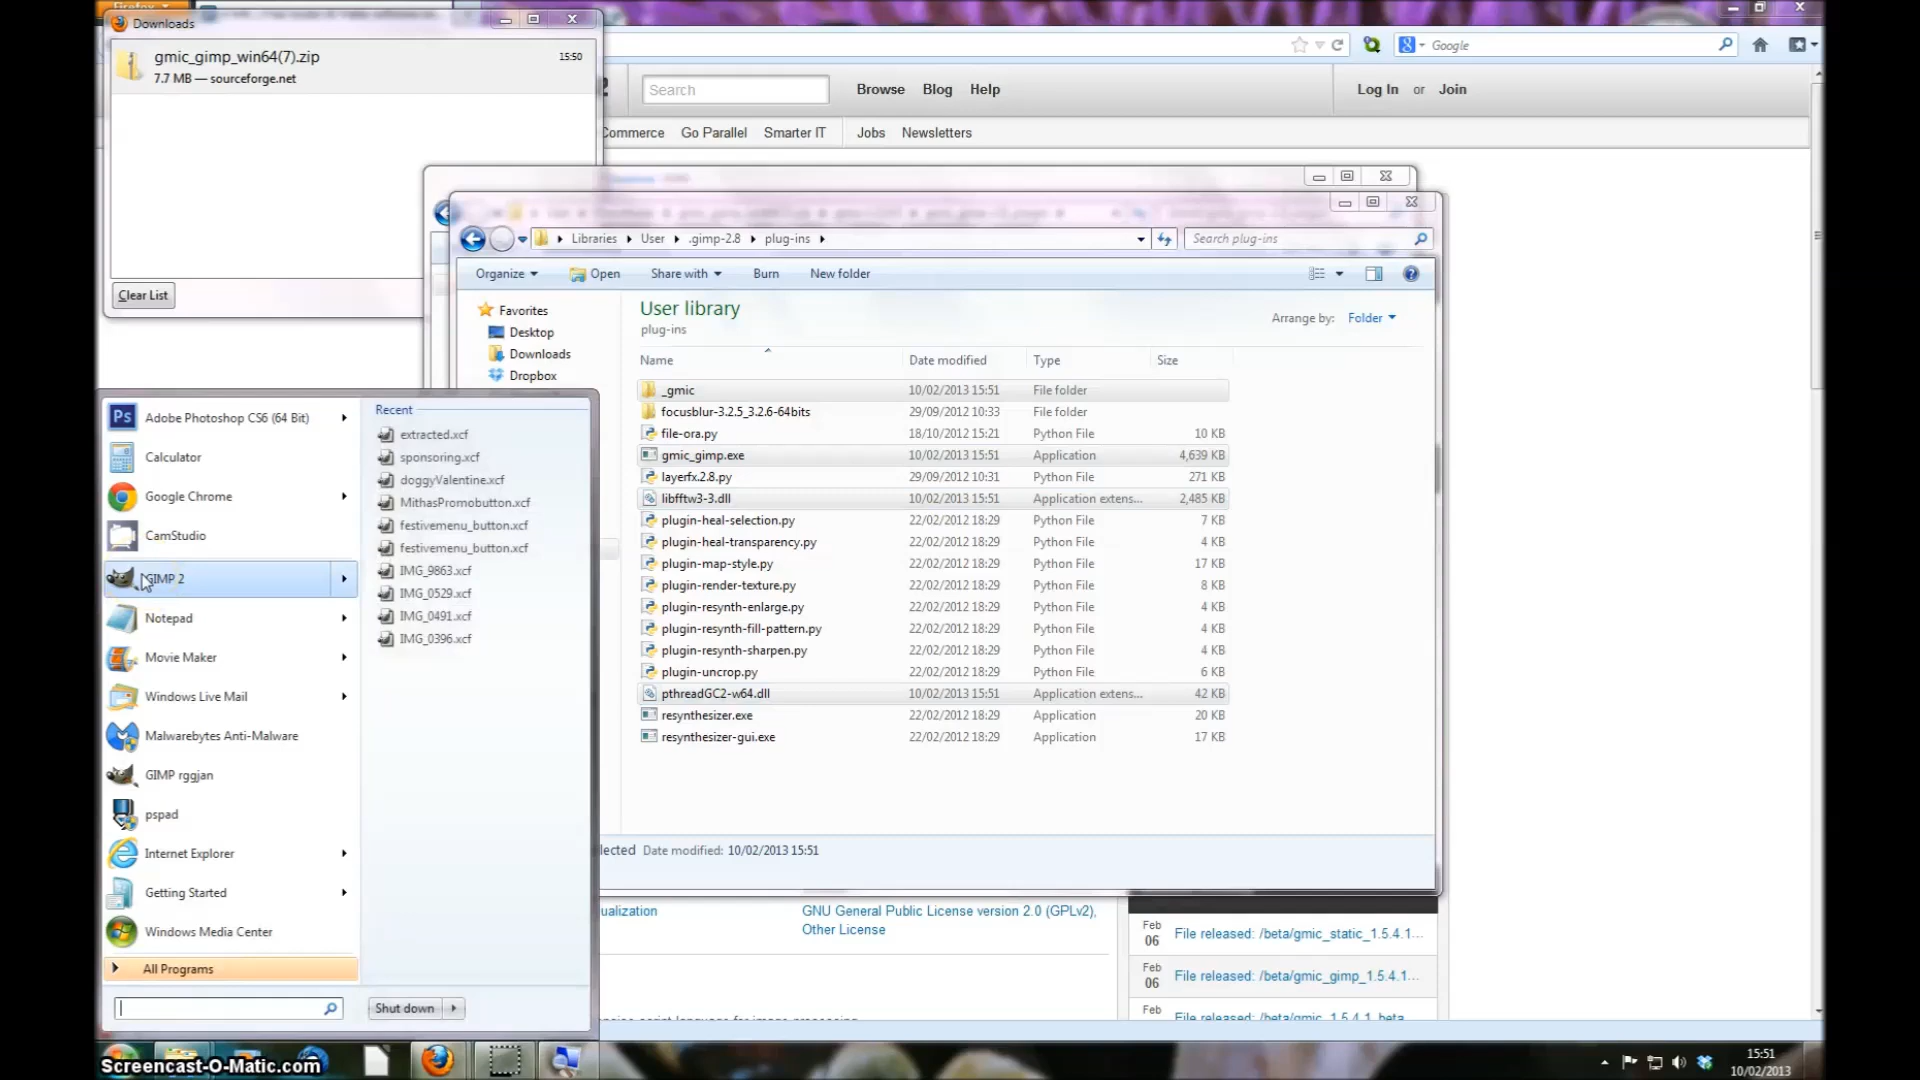 Firefox
Downloads
gmic_gimp_win64(7).zip
15:50
7.7 MB — sourceforge.net
Clear List
Google
Search
Browse Blog Help
Log In or Join
Commerce Go Parallel Smarter IT Jobs Newsletters
Libraries User .gimp-2.8 plug-ins
Search plug-ins
Organize Open Share with Burn New folder
Favorites
Desktop
Downloads
Dropbox
User library
plug-ins
Arrange by: Folder
Name Date modified Type Size
_gmic 10/02/2013 15:51 File folder
focusblur-3.2.5_3.2.6-64bits 29/09/2012 10:33 File folder
file-ora.py 18/10/2012 15:21 Python File 10 KB
gmic_gimp.exe 10/02/2013 15:51 Application 4,639 KB
layerfx.2.8.py 29/09/2012 10:31 Python File 271 KB
libfftw3-3.dll 10/02/2013 15:51 Application extens... 2,485 KB
plugin-heal-selection.py 22/02/2012 18:29 Python File 7 KB
plugin-heal-transparency.py 22/02/2012 18:29 Python File 4 KB
plugin-map-style.py 22/02/2012 18:29 Python File 17 KB
plugin-render-texture.py 22/02/2012 18:29 Python File 8 KB
plugin-resynth-enlarge.py 22/02/2012 18:29 Python File 4 KB
plugin-resynth-fill-pattern.py 22/02/2012 18:29 Python File 4 KB
plugin-resynth-sharpen.py 22/02/2012 18:29 Python File 4 KB
plugin-uncrop.py 22/02/2012 18:29 Python File 6 KB
pthreadGC2-w64.dll 10/02/2013 15:51 Application extens... 42 KB
resynthesizer.exe 22/02/2012 18:29 Application 20 KB
resynthesizer-gui.exe 22/02/2012 18:29 Application 17 KB
lected Date modified: 10/02/2013 15:51
Ps Adobe Photoshop CS6 (64 Bit)
Calculator
Google Chrome
CamStudio
GIMP 2
Notepad
Movie Maker
Windows Live Mail
Malwarebytes Anti-Malware
GIMP rggjan
pspad
Internet Explorer
Getting Started
Windows Media Center
All Programs
Shut down
Recent
extracted.xcf
sponsoring.xcf
doggyValentine.xcf
MithasPromobutton.xcf
festivemenu_button.xcf
festivemenu_button.xcf
IMG_9863.xcf
IMG_0529.xcf
IMG_0491.xcf
IMG_0396.xcf
ualization
GNU General Public License version 2.0 (GPLv2),
Other License
Feb
06
File released: /beta/gmic_static_1.5.4.1...
Feb
06
File released: /beta/gmic_gimp_1.5.4.1...
Feb
File released: /beta/gmic_1.5.4.1_beta
Screencast-O-Matic.com
15:51
10/02/2013